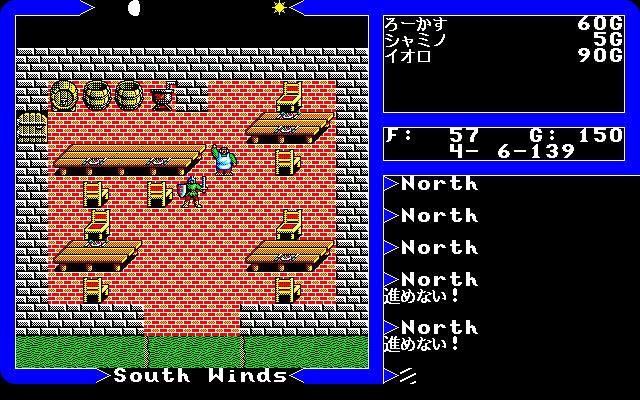 ろーかす 60G
シャミノ 5G
イオロ 90G
F: 57 G: 150
4- 6-139
North
North
North
North
進めない!
North
進めない!
South Winds